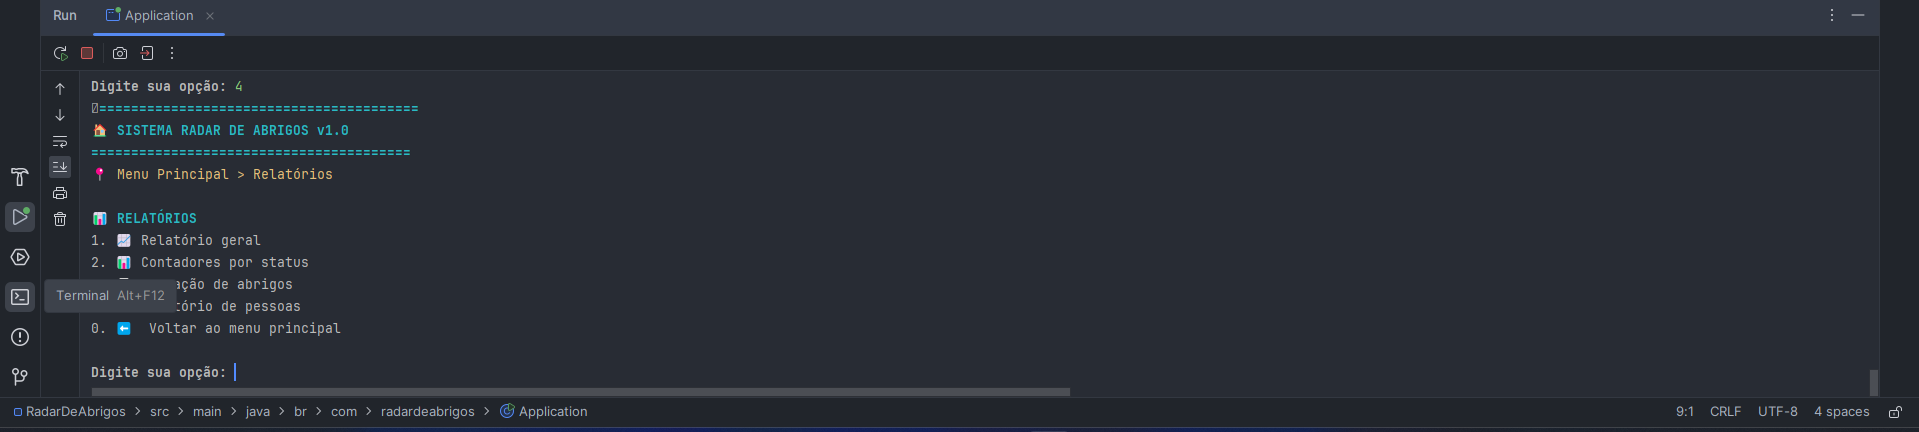 Run Application
Digite sua opção: 4
========================================
SISTEMA RADAR DE ABRIGOS v1.0
========================================
Menu Principal > Relatórios
RELATÓRIOS
1. Relatório geral
2. Contadores por status
ação de abrigos
Terminal Alt+F12
tório de pessoas
0. Voltar ao menu principal
Digite sua opção:
RadarDeAbrigos > src > main > java > br > com > radardeabrigos > Application 9:1 CRLF UTF-8 4 spaces